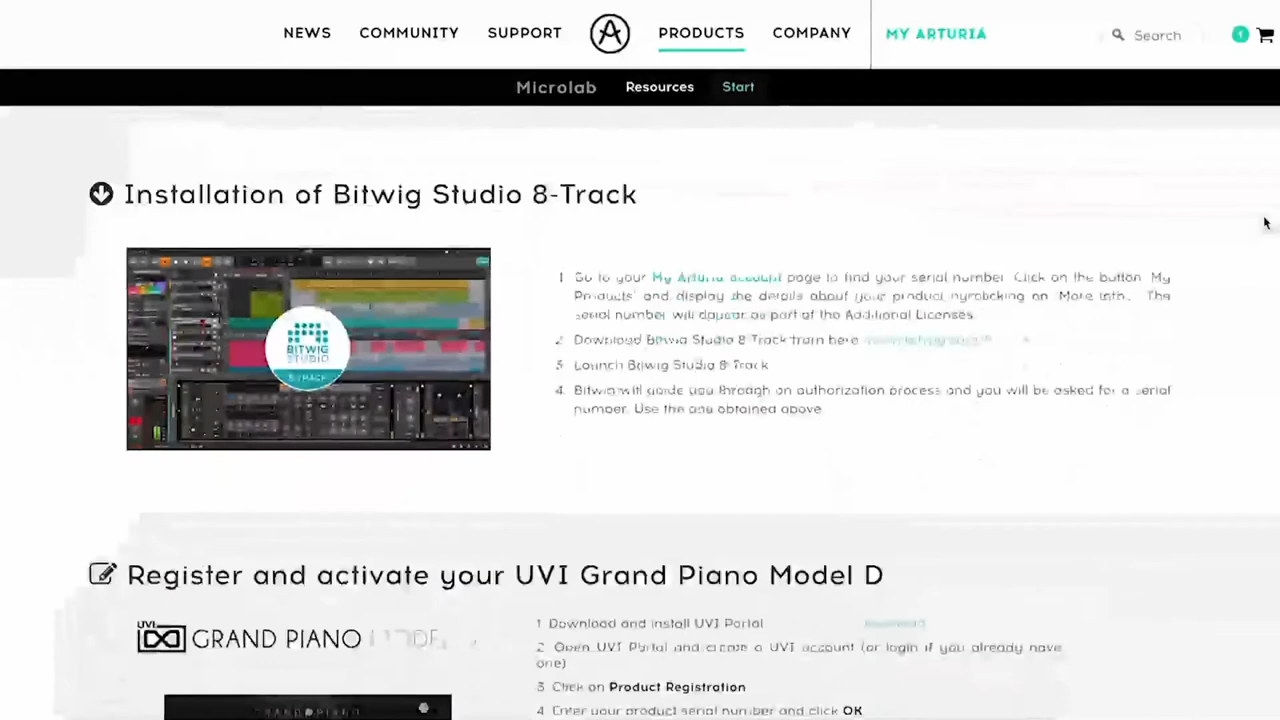 NEWS COMMUNITY SUPPORT PRODUCTS COMPANY MY ARTURIA Search 1
Microlab Resources Start
Installation of Bitwig Studio 8-Track
BITWIG
STUDIO
1 Go to your My Arturia account page to find your serial number. Click on the button My
Products' and display the details about your product by clicking on 'More info.. The
serial number will appear as part of the Additional Licenses.
2 Download Bitwig Studio 8 Track from here
3 Launch Bitwig Studio 8 Track
4. Bitwig will guide you through an authorization process and you will be asked for a serial
number. Use the one obtained above
Register and activate your UVI Grand Piano Model D
UVI
GRAND PIANO
1 Download and install UVI Portal
2 Open UVI Portal and create a UVI account (or login if you already have
one)
3 Click on Product Registration
4 Enter your product serial number and click OK
GRAND PIANO